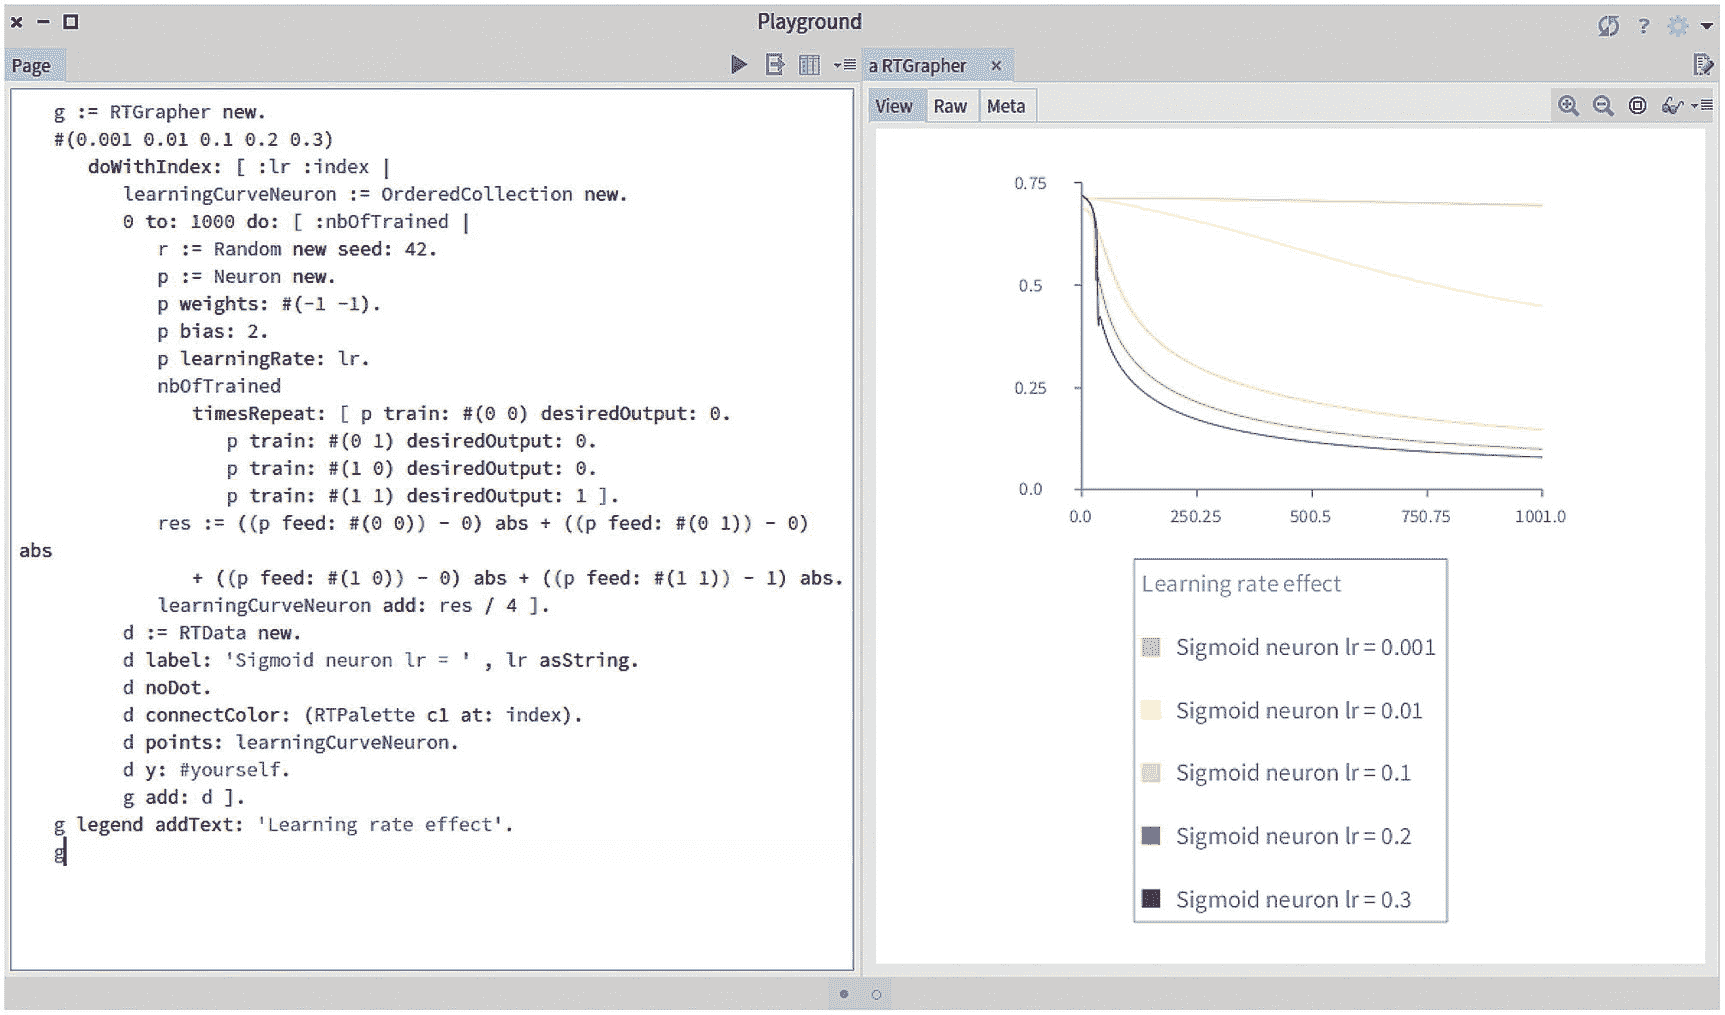 Playground
?
Page
a RTGrapher ×
View Raw Meta
g := RTGrapher new.
#(0.001 0.01 0.1 0.2 0.3)
doWithIndex: [ :lr :index |
learningCurveNeuron := OrderedCollection new.
0 to: 1000 do: [ :nbOfTrained |
r := Random new seed: 42.
p := Neuron new.
p weights: #(-1 -1).
p bias: 2.
p learningRate: lr.
nbOfTrained
timesRepeat: [ p train: #(0 0) desiredOutput: 0.
p train: #(0 1) desiredOutput: 0.
p train: #(1 0) desiredOutput: 0.
p train: #(1 1) desiredOutput: 1 ].
res := ((p feed: #(0 0)) - 0) abs + ((p feed: #(0 1)) - 0)
abs
+ ((p feed: #(1 0)) - 0) abs + ((p feed: #(1 1)) - 1) abs.
learningCurveNeuron add: res / 4 ].
d := RTData new.
d label: 'Sigmoid neuron lr = ' , lr asString.
d noDot.
d connectColor: (RTPalette c1 at: index).
d points: learningCurveNeuron.
d y: #yourself.
g add: d ].
g legend addText: 'Learning rate effect'.
g
0.75
0.5
0.25
0.0
0.0 250.25 500.5 750.75 1001.0
Learning rate effect
Sigmoid neuron lr = 0.001
Sigmoid neuron lr = 0.01
Sigmoid neuron lr = 0.1
Sigmoid neuron lr = 0.2
Sigmoid neuron lr = 0.3